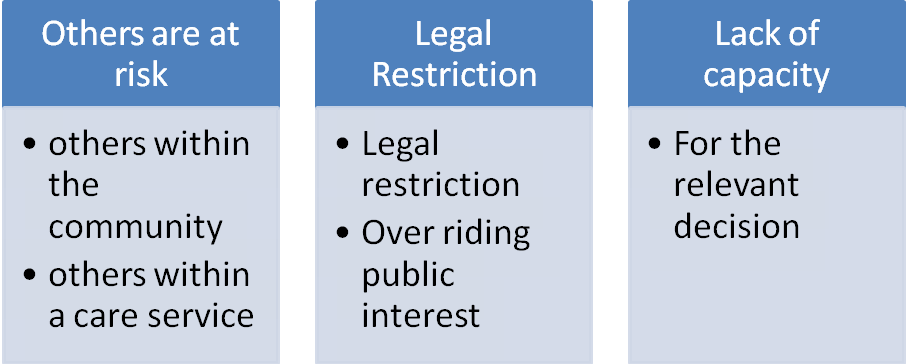 Others are at
risk
• others within
the
community
• others within
a care service
Legal
Restriction
• Legal
restriction
• Over riding
public
interest
Lack of
capacity
• For the
relevant
decision